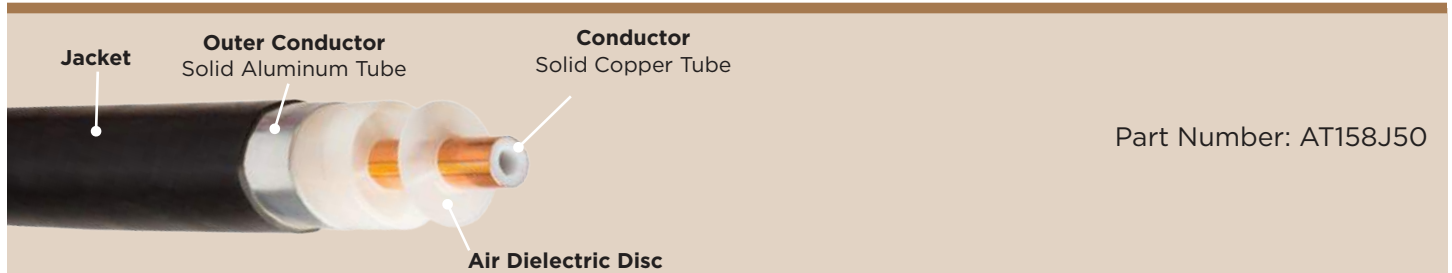 Jacket
Outer Conductor
Solid Aluminum Tube
Conductor
Solid Copper Tube
Part Number: AT158J50
Air Dielectric Disc